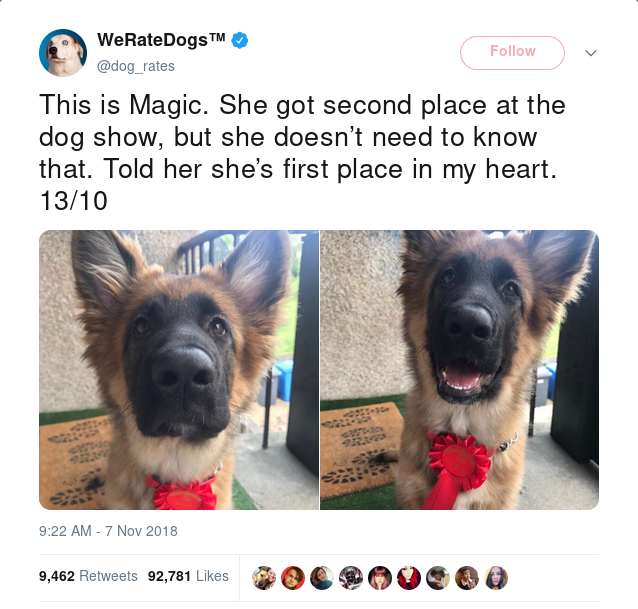 WeRateDogs™
@dog_rates
Follow
This is Magic. She got second place at the
dog show, but she doesn’t need to know
that. Told her she’s first place in my heart.
13/10
9:22 AM - 7 Nov 2018
9,462 Retweets 92,781 Likes